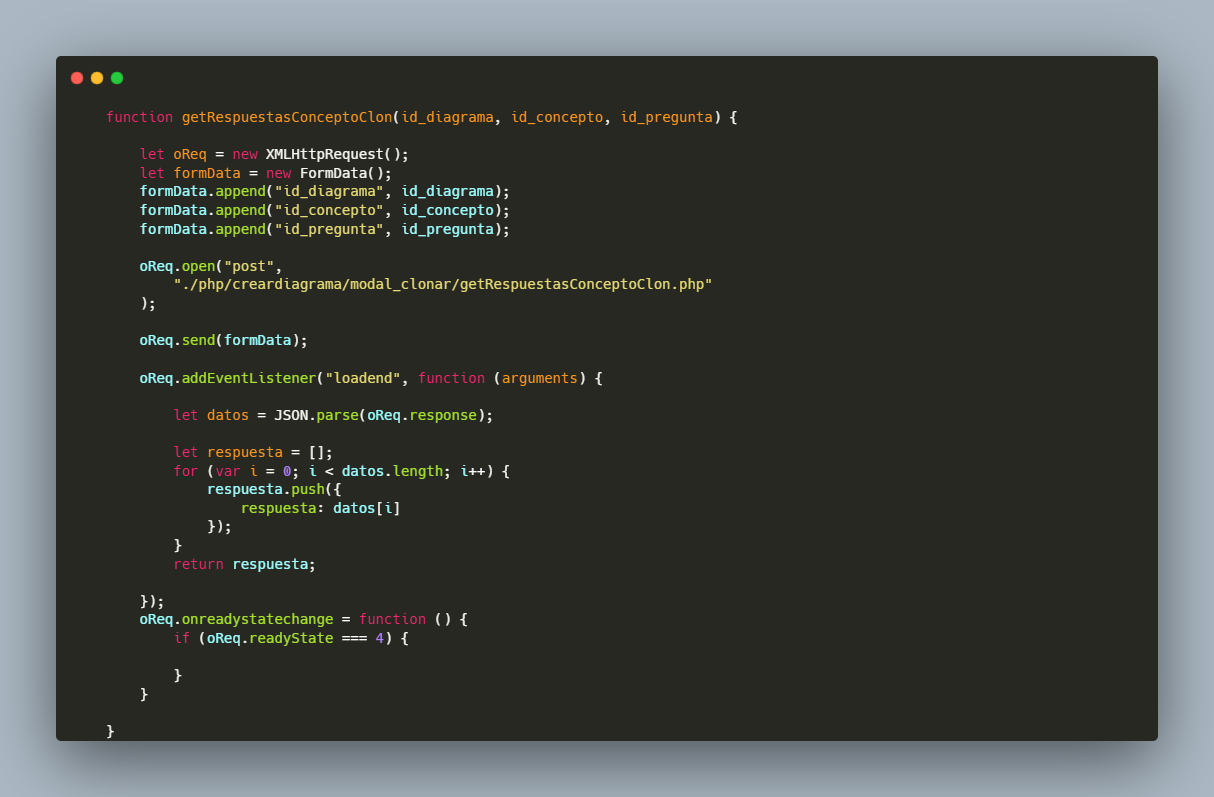 function getRespuestasConceptoClon(id_diagrama, id_concepto, id_pregunta) {
let oReq = new XMLHttpRequest();
let formData = new FormData();
formData.append("id_diagrama", id_diagrama);
formData.append("id_concepto", id_concepto);
formData.append("id_pregunta", id_pregunta);
oReq.open("post",
"./php/creardiagrama/modal_clonar/getRespuestasConceptoClon.php"
);
oReq.send(formData);
oReq.addEventListener("loadend", function (arguments) {
let datos = JSON.parse(oReq.response);
let respuesta = [];
for (var i = 0; i < datos.length; i++) {
respuesta.push({
respuesta: datos[i]
});
}
return respuesta;
});
oReq.onreadystatechange = function () {
if (oReq.readyState === 4) {
}
}
}